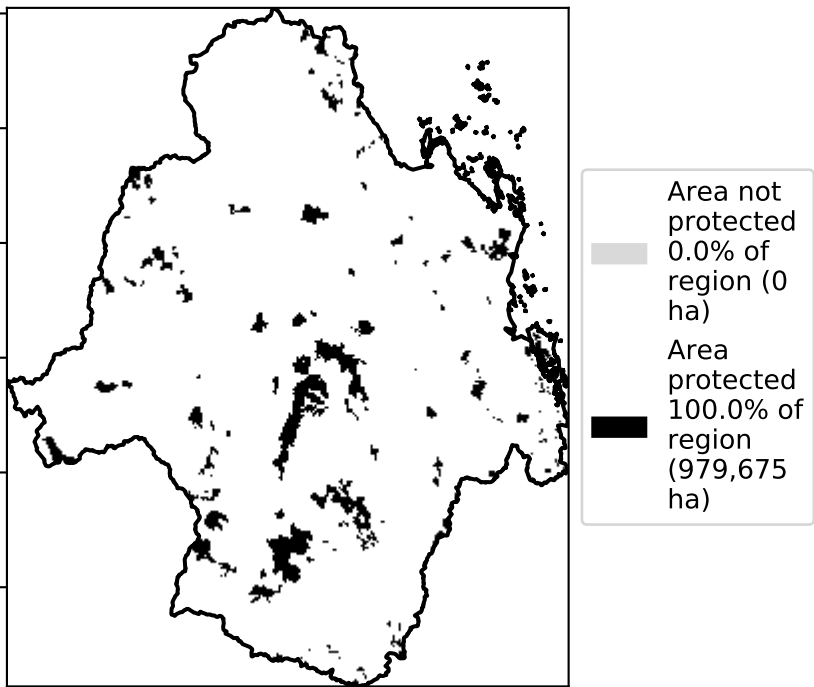 Area not
protected
0.0% of
region (0
ha)
Area
protected
100.0% of
region
(979,675
ha)